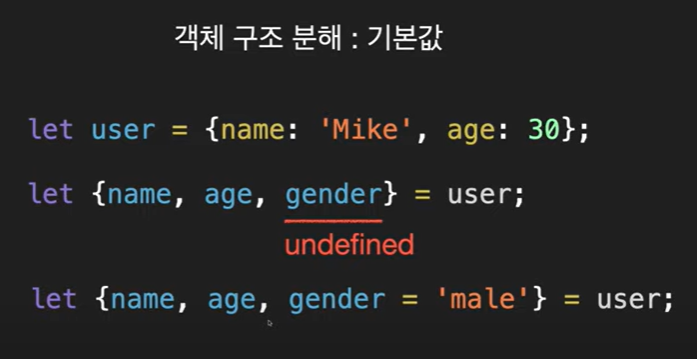 객체 구조 분해 : 기본값
let user = {name: 'Mike', age: 30};
let {name, age, gender} = user;
undefined
let {name, age, gender = 'male'} = user;